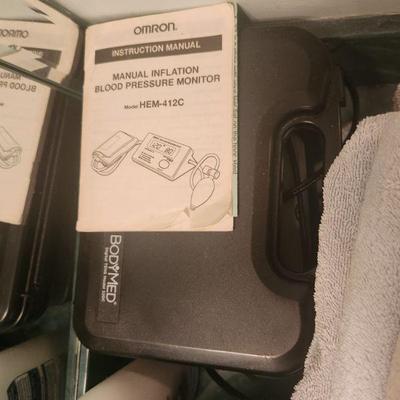 OMRON
INSTRUCTION MANUAL
MANUAL INFLATION
BLOOD PRESSURE MONITOR
Model HEM-412C
BODYMED